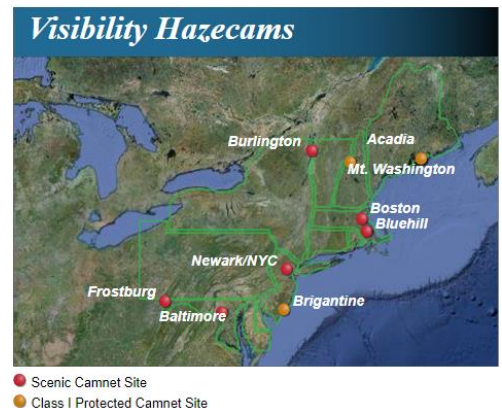 Visibility Hazecams
Burlington
Acadia
Mt. Washington
Boston
Bluehill
Newark/NYC
Frostburg
Baltimore
Brigantine
Scenic Camnet Site
Class I Protected Camnet Site